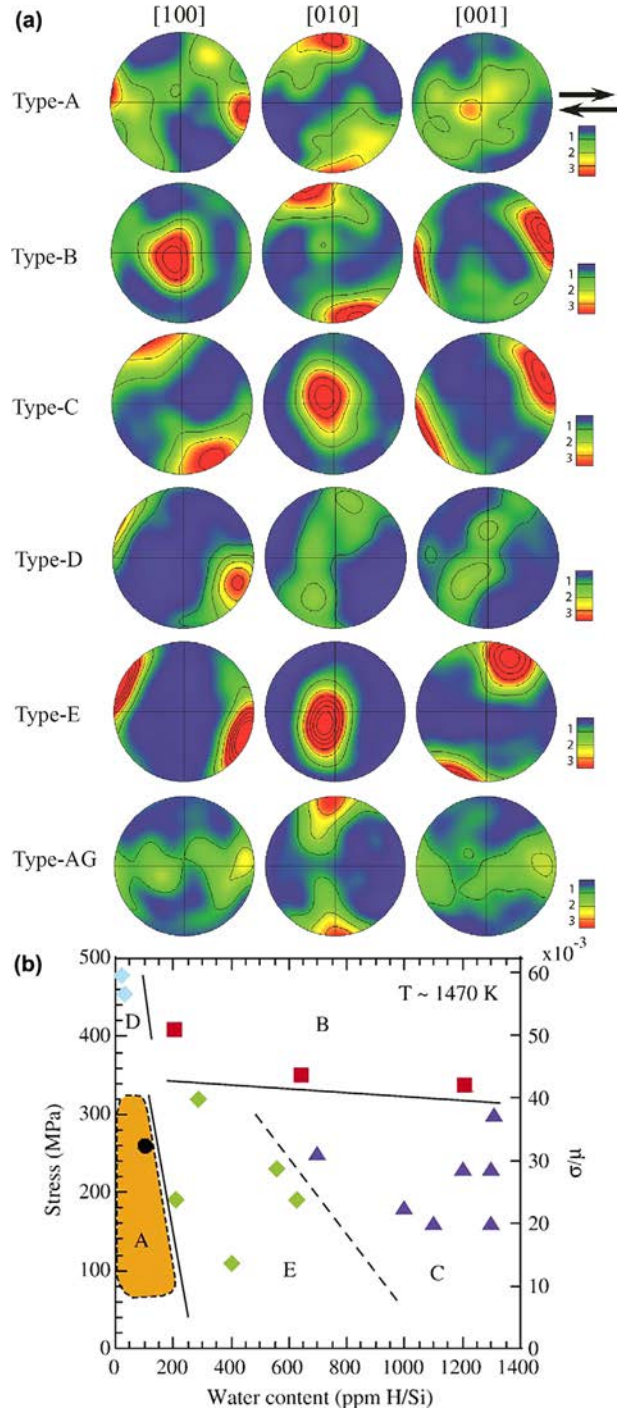 (a)
[100] [010] [001]
Type-A
1
2
3
Type-B
1
2
3
Type-C
1
2
3
Type-D
1
2
3
Type-E
1
2
3
Type-AG
1
2
3
(b)
x10⁻³
500 60
T ~ 1470 K
D B
400 50
40
300
30
200
20
A
E C
100
10
0 0
0 200 400 600 800 1000 1200 1400
Stress (MPa)
σ/μ
Water content (ppm H/Si)